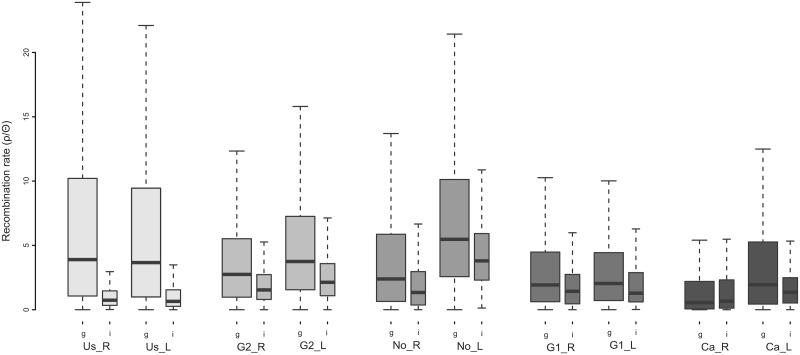 Recombination rate (ρ/Θ)
20
15
10
5
0
g i g i g i g i g i g i g i g i g i g i
Us_R Us_L G2_R G2_L No_R No_L G1_R G1_L Ca_R Ca_L